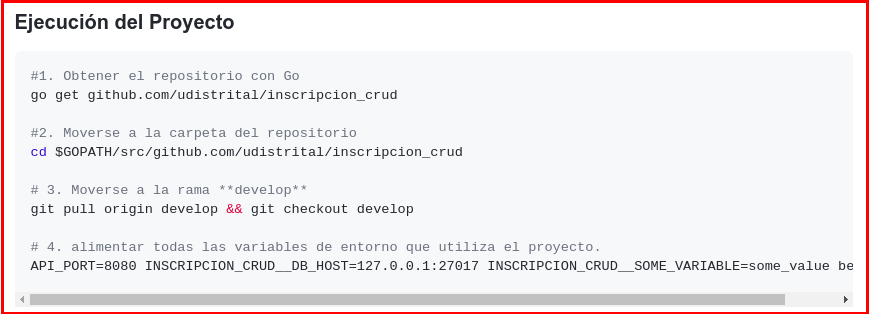 Ejecución del Proyecto
#1. Obtener el repositorio con Go
go get github.com/udistrital/inscripcion_crud
#2. Moverse a la carpeta del repositorio
cd $GOPATH/src/github.com/udistrital/inscripcion_crud
# 3. Moverse a la rama **develop**
git pull origin develop && git checkout develop
# 4. alimentar todas las variables de entorno que utiliza el proyecto.
API_PORT=8080 INSCRIPCION_CRUD__DB_HOST=127.0.0.1:27017 INSCRIPCION_CRUD__SOME_VARIABLE=some_value be